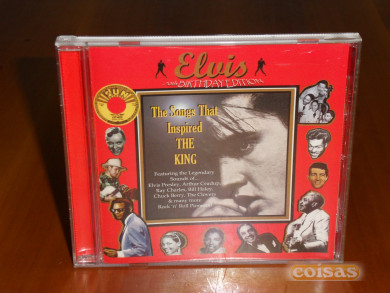 Elvis
THE BIRTHDAY EDITION
SUN
The Songs That
Inspired
THE
KING
Featuring the Legendary
Sounds of...
Elvis Presley, Arthur Crudup
Ray Charles, Bill Haley,
Chuck Berry, The Clovers
& many more
Rock 'n' Roll
coisas